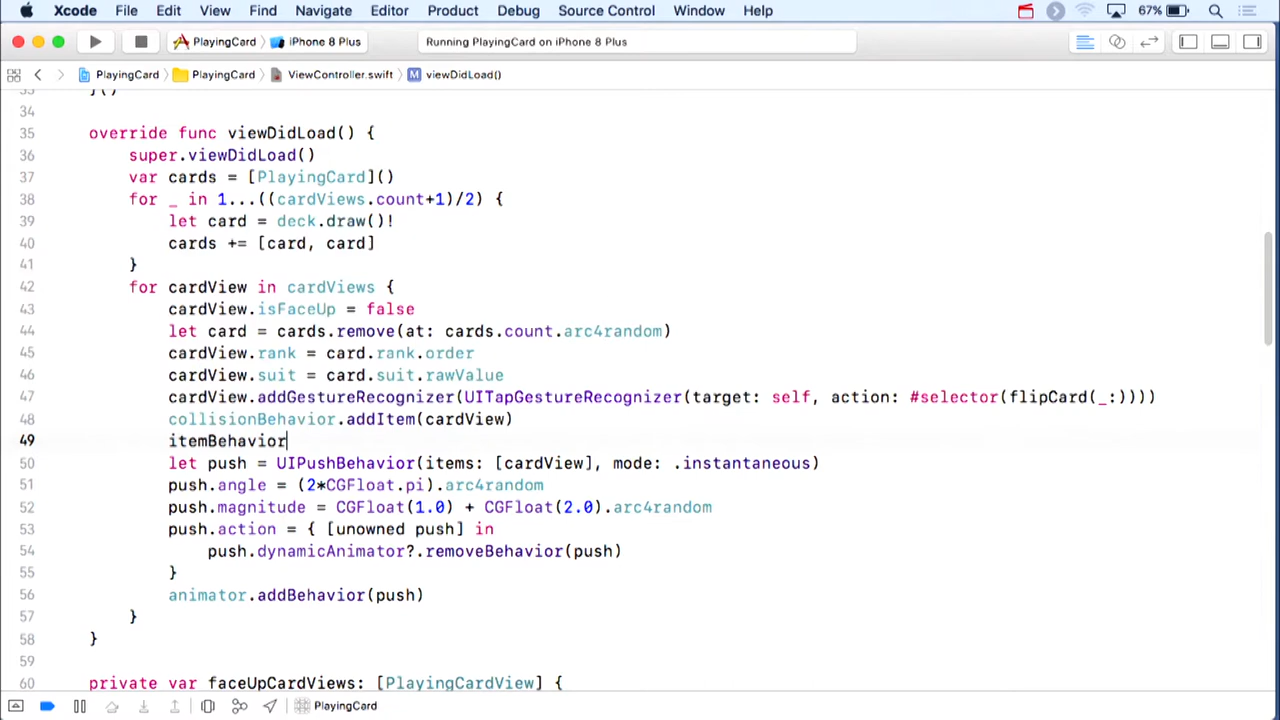 Xcode File Edit View Find Navigate Editor Product Debug Source Control Window Help 67%
PlayingCard iPhone 8 Plus Running PlayingCard on iPhone 8 Plus
PlayingCard PlayingCard ViewController.swift M viewDidLoad()
33 }()
34
35 override func viewDidLoad() {
36 super.viewDidLoad()
37 var cards = [PlayingCard]()
38 for _ in 1...((cardViews.count+1)/2) {
39 let card = deck.draw()!
40 cards += [card, card]
41 }
42 for cardView in cardViews {
43 cardView.isFaceUp = false
44 let card = cards.remove(at: cards.count.arc4random)
45 cardView.rank = card.rank.order
46 cardView.suit = card.suit.rawValue
47 cardView.addGestureRecognizer(UITapGestureRecognizer(target: self, action: #selector(flipCard(_:))))
48 collisionBehavior.addItem(cardView)
49 itemBehavior
50 let push = UIPushBehavior(items: [cardView], mode: .instantaneous)
51 push.angle = (2*CGFloat.pi).arc4random
52 push.magnitude = CGFloat(1.0) + CGFloat(2.0).arc4random
53 push.action = { [unowned push] in
54 push.dynamicAnimator?.removeBehavior(push)
55 }
56 animator.addBehavior(push)
57 }
58 }
59
60 private var faceUpCardViews: [PlayingCardView] {
PlayingCard